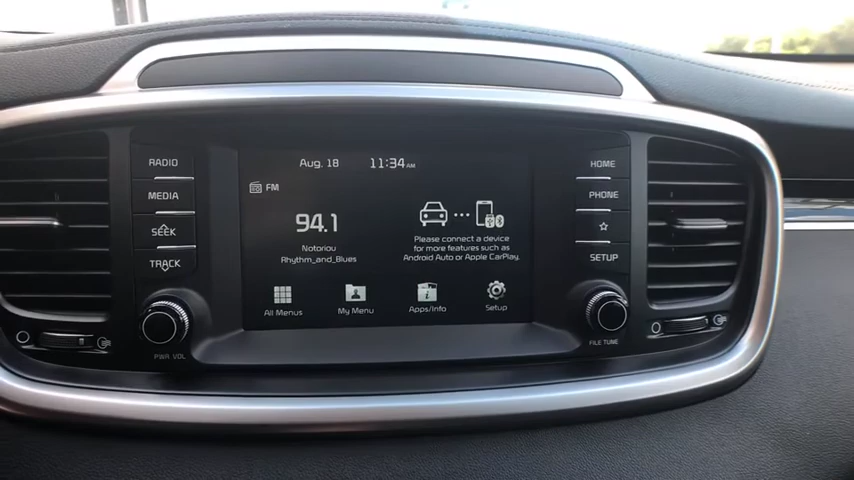 RADIO
MEDIA
SEEK
TRACK
PWR VOL
Aug. 18 11:34AM
FM
94.1
Notoriou
Rhythm_and_Blues
Please connect a device
for more features such as
Android Auto or Apple CarPlay.
All Menus
My Menu
Apps/Info
Setup
HOME
PHONE
SETUP
FILE TUNE